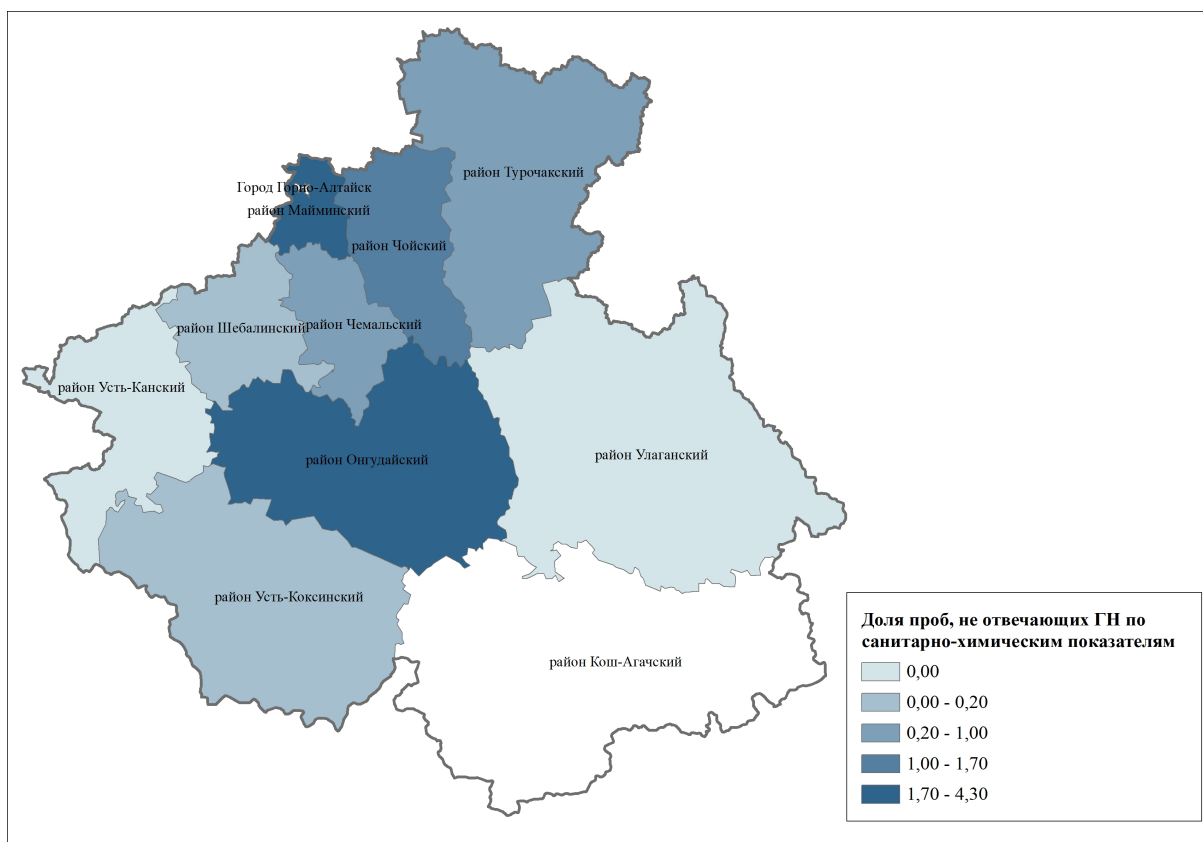 район Турочакский
Город Горно-Алтайск
район Майминский
район Чойский
район Шебалинский
район Чемальский
район Усть-Канский
район Онгудайский
район Улаганский
район Усть-Коксинский
район Кош-Агачский
Доля проб, не отвечающих ГН по
санитарно-химическим показателям
0,00
0,00 - 0,20
0,20 - 1,00
1,00 - 1,70
1,70 - 4,30